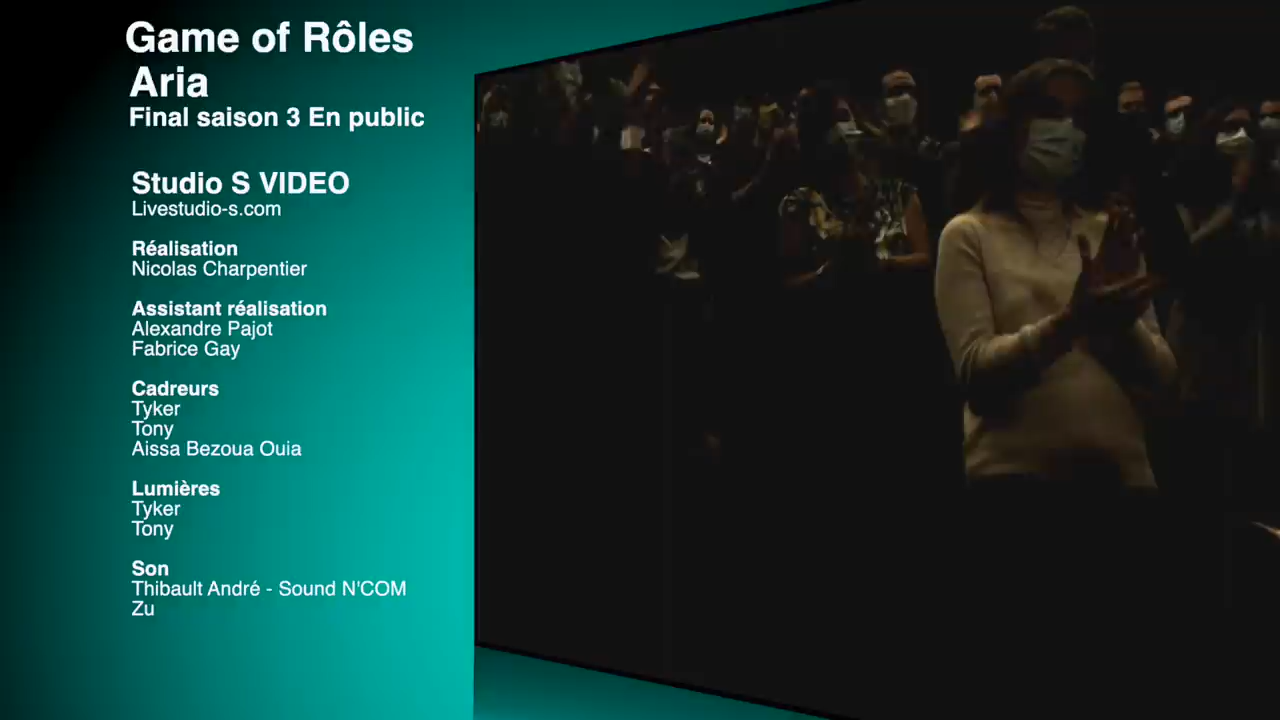 Game of Rôles
Aria
Final saison 3 En public
Studio S VIDEO
Livestudio-s.com
Réalisation
Nicolas Charpentier
Assistant réalisation
Alexandre Pajot
Fabrice Gay
Cadreurs
Tyker
Tony
Aissa Bezoua Ouia
Lumières
Tyker
Tony
Son
Thibault André - Sound N'COM
Zu